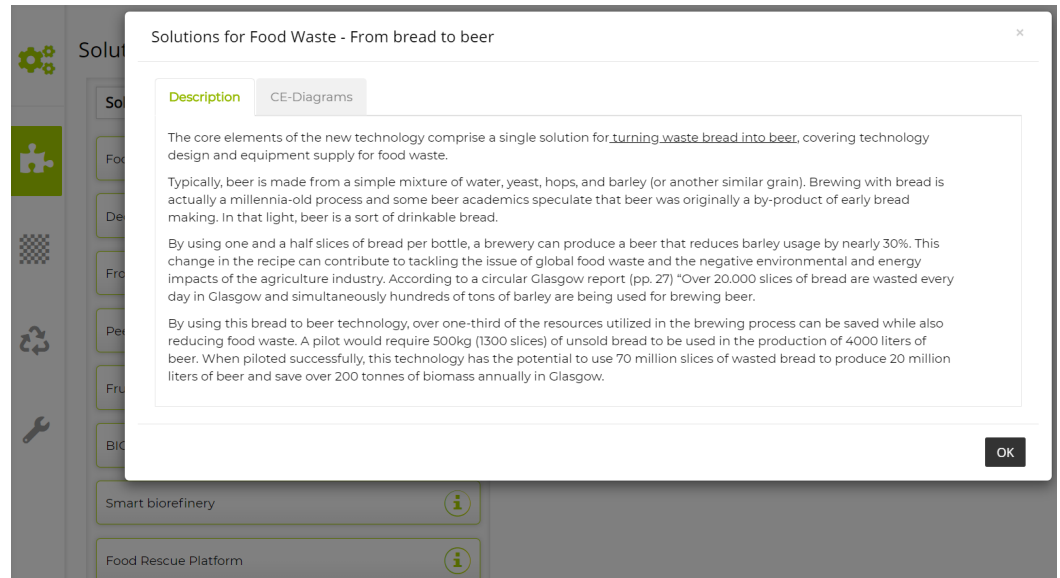 Solutions for Food Waste - From bread to beer
×
Solut
Sol
Description
CE-Diagrams
The core elements of the new technology comprise a single solution for turning waste bread into beer, covering technology
design and equipment supply for food waste.
Typically, beer is made from a simple mixture of water, yeast, hops, and barley (or another similar grain). Brewing with bread is
actually a millennia-old process and some beer academics speculate that beer was originally a by-product of early bread
making. In that light, beer is a sort of drinkable bread.
By using one and a half slices of bread per bottle, a brewery can produce a beer that reduces barley usage by nearly 30%. This
change in the recipe can contribute to tackling the issue of global food waste and the negative environmental and energy
impacts of the agriculture industry. According to a circular Glasgow report (pp. 27) “Over 20.000 slices of bread are wasted every
day in Glasgow and simultaneously hundreds of tons of barley are being used for brewing beer.
By using this bread to beer technology, over one-third of the resources utilized in the brewing process can be saved while also
reducing food waste. A pilot would require 500kg (1300 slices) of unsold bread to be used in the production of 4000 liters of
beer. When piloted successfully, this technology has the potential to use 70 million slices of wasted bread to produce 20 million
liters of beer and save over 200 tonnes of biomass annually in Glasgow.
Foo
De
Fro
Pee
Fru
BIO
OK
Smart biorefinery
Food Rescue Platform